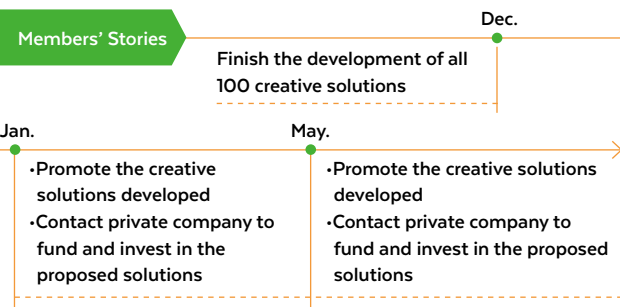 Members' Stories
Dec.
Finish the development of all
100 creative solutions
Jan.
•Promote the creative
solutions developed
•Contact private company to
fund and invest in the
proposed solutions
May.
•Promote the creative solutions
developed
•Contact private company to
fund and invest in the proposed
solutions